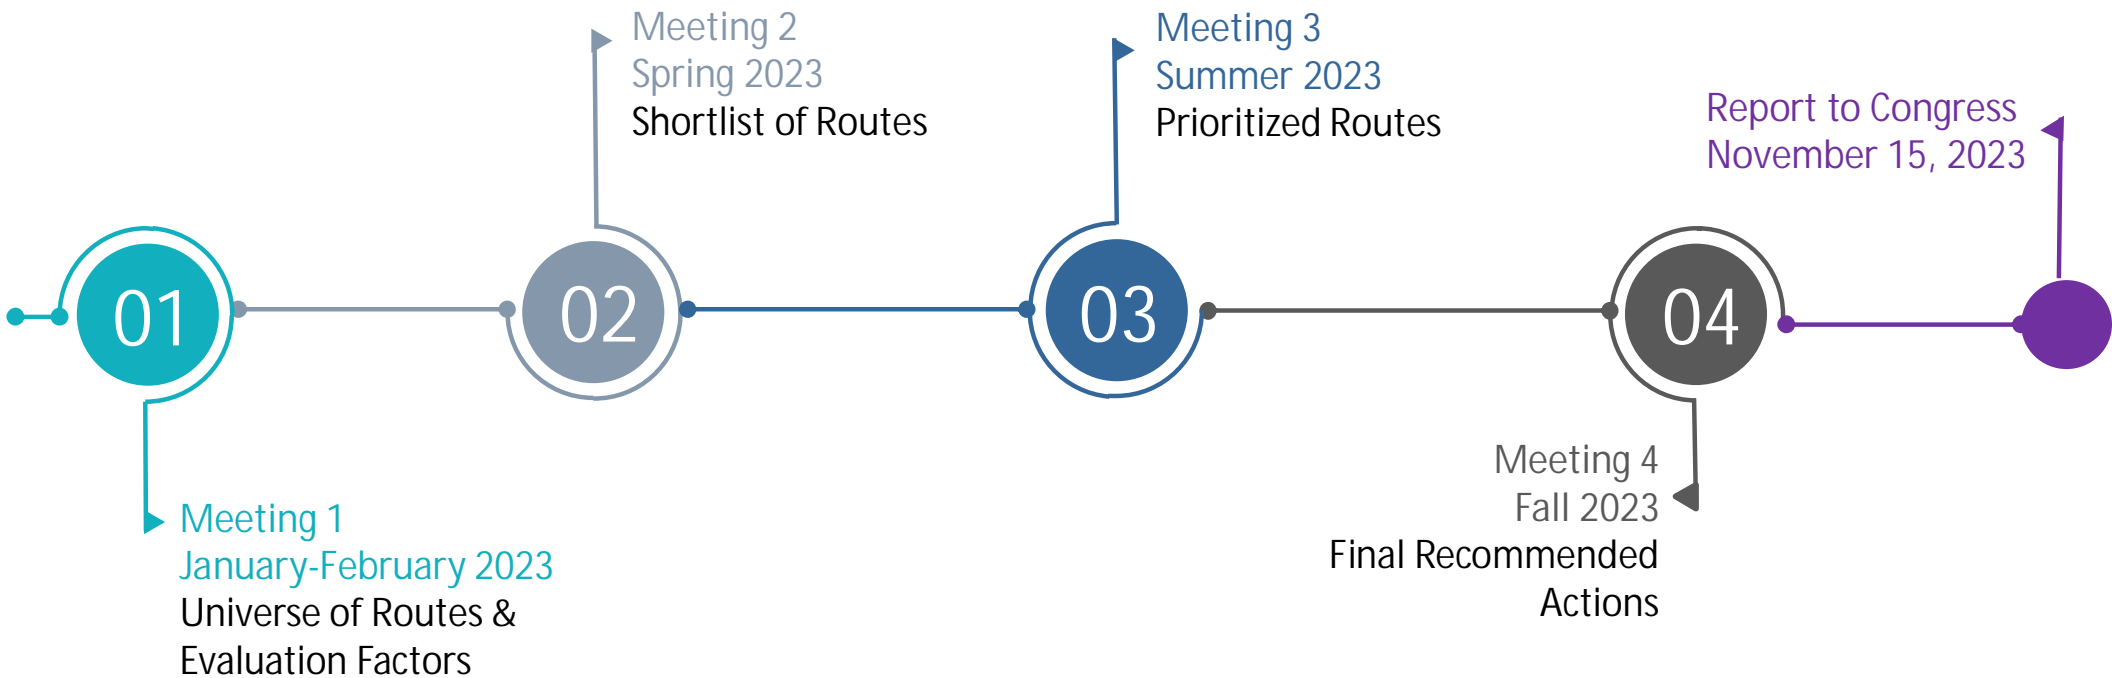 Meeting 2
Spring 2023
Shortlist of Routes
Meeting 3
Summer 2023
Prioritized Routes
Report to Congress
November 15, 2023
01
02
03
04
Meeting 1
January-February 2023
Universe of Routes &
Evaluation Factors
Meeting 4
Fall 2023
Final Recommended
Actions